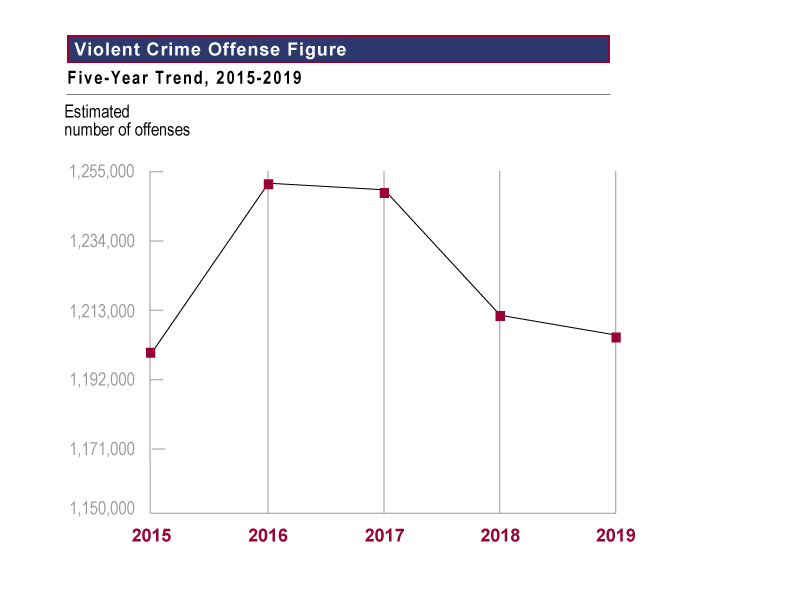 Violent Crime Offense Figure
Five-Year Trend, 2015-2019
Estimated
number of offenses
1,255,000
1,234,000
1,213,000
1,192,000
1,171,000
1,150,000
2015 2016 2017 2018 2019